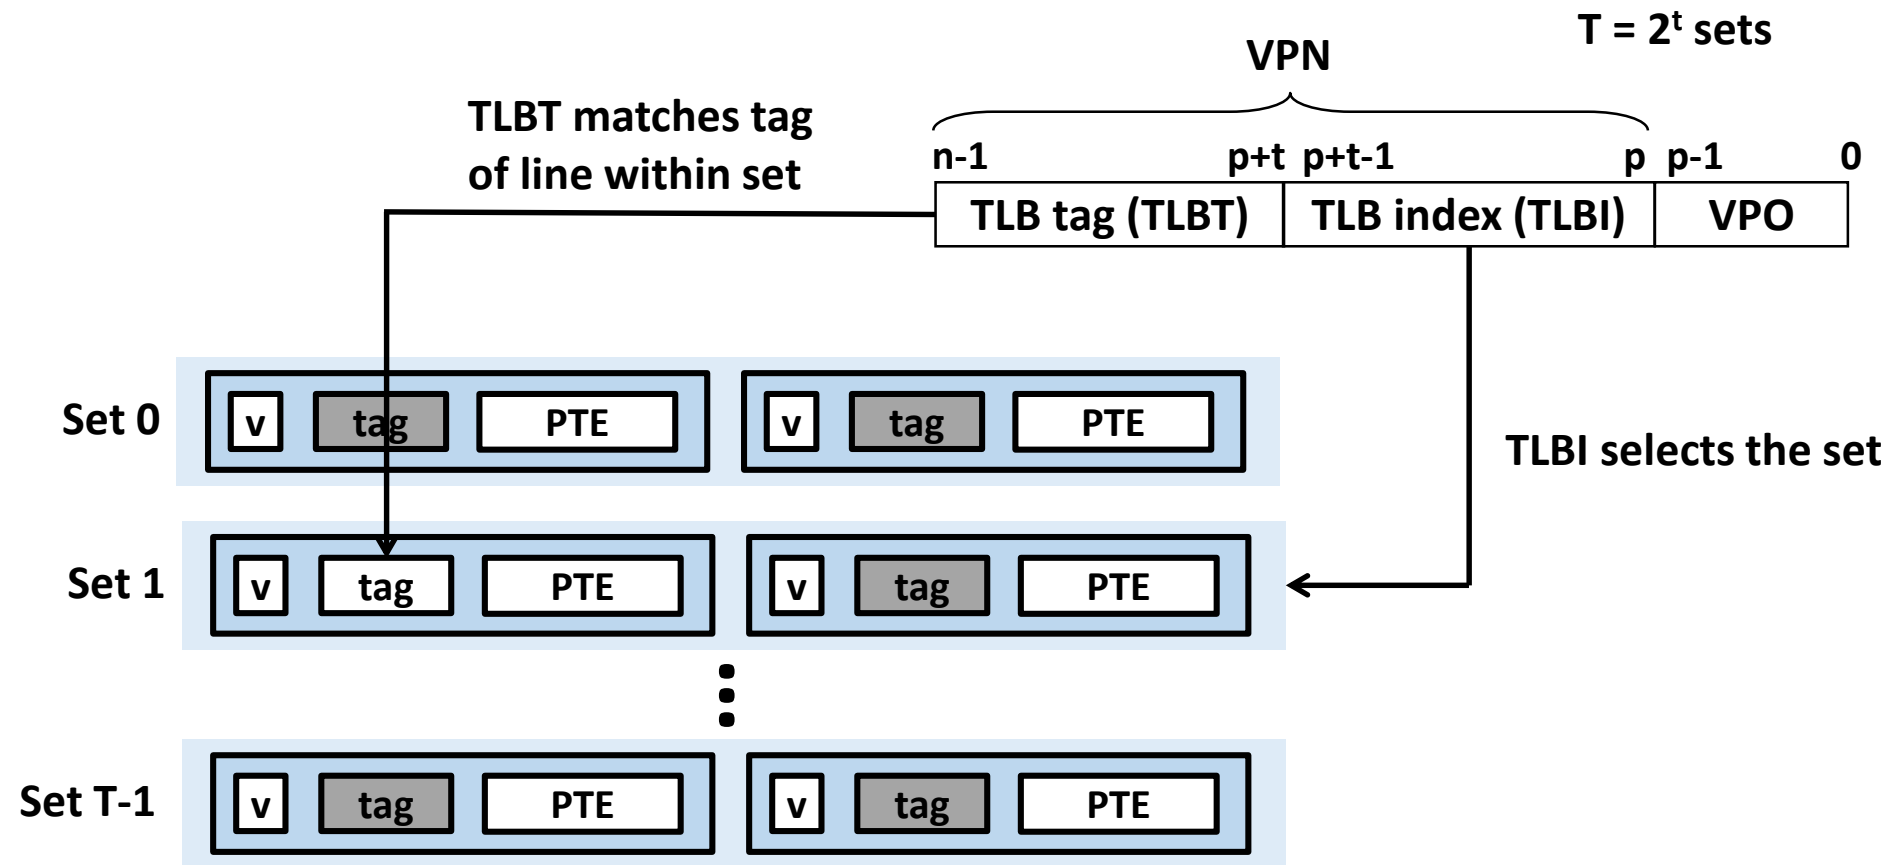 T = 2ᵗ sets
VPN
TLBT matches tag
of line within set
n-1 p+t p+t-1 p p-1 0
TLB tag (TLBT) TLB index (TLBI) VPO
Set 0 v tag PTE v tag PTE
TLBI selects the set
Set 1 v tag PTE v tag PTE
Set T-1 v tag PTE v tag PTE